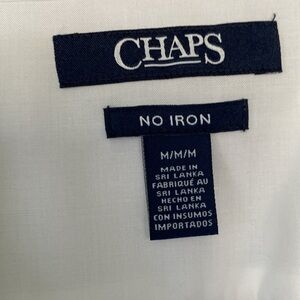 CHAPS
NO IRON
M/M/M
MADE IN
SRI LANKA
FABRIQUÉ AU
SRI LANKA
HECHO EN
SRI LANKA
CON INSUMOS
IMPORTADOS